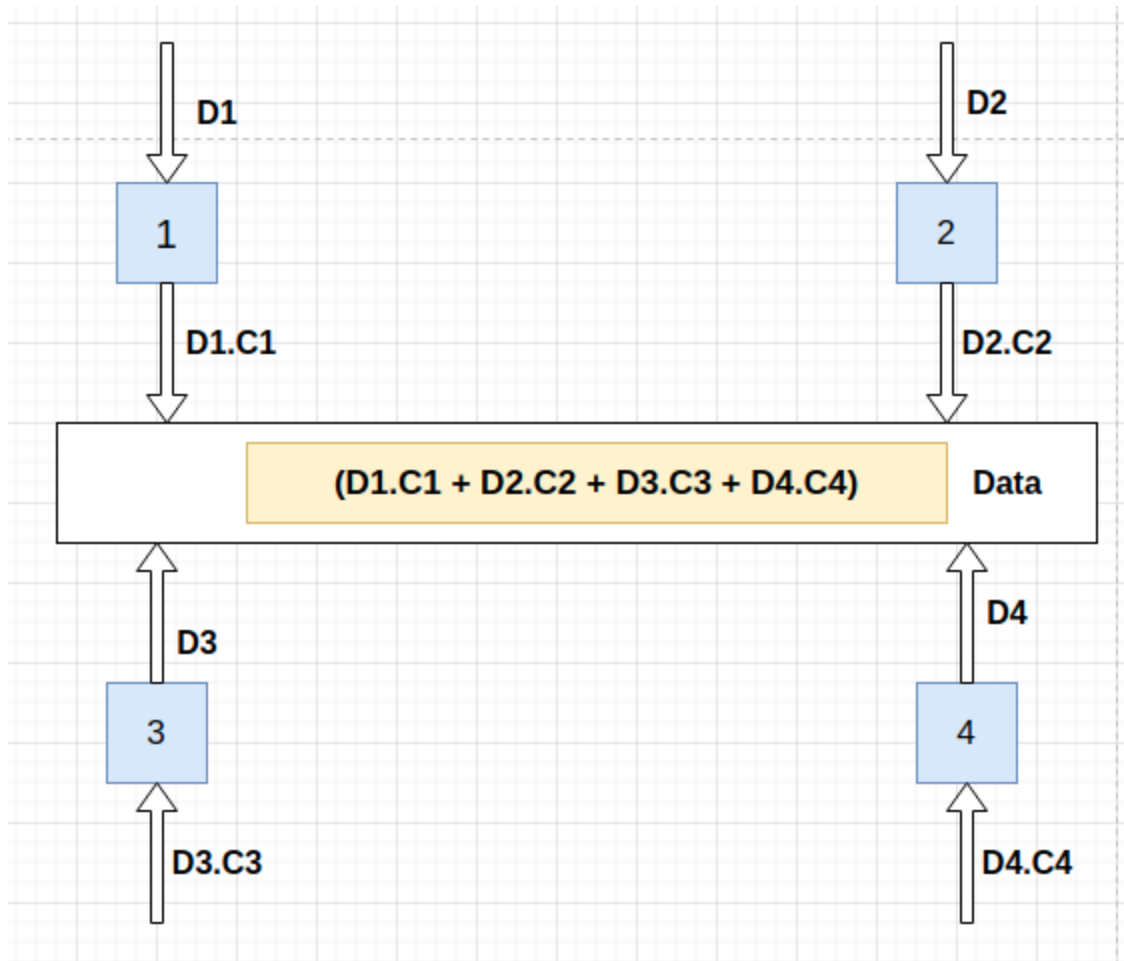 D1
D2
1
2
D1.C1
D2.C2
(D1.C1 + D2.C2 + D3.C3 + D4.C4)
Data
D3
D4
3
4
D3.C3
D4.C4